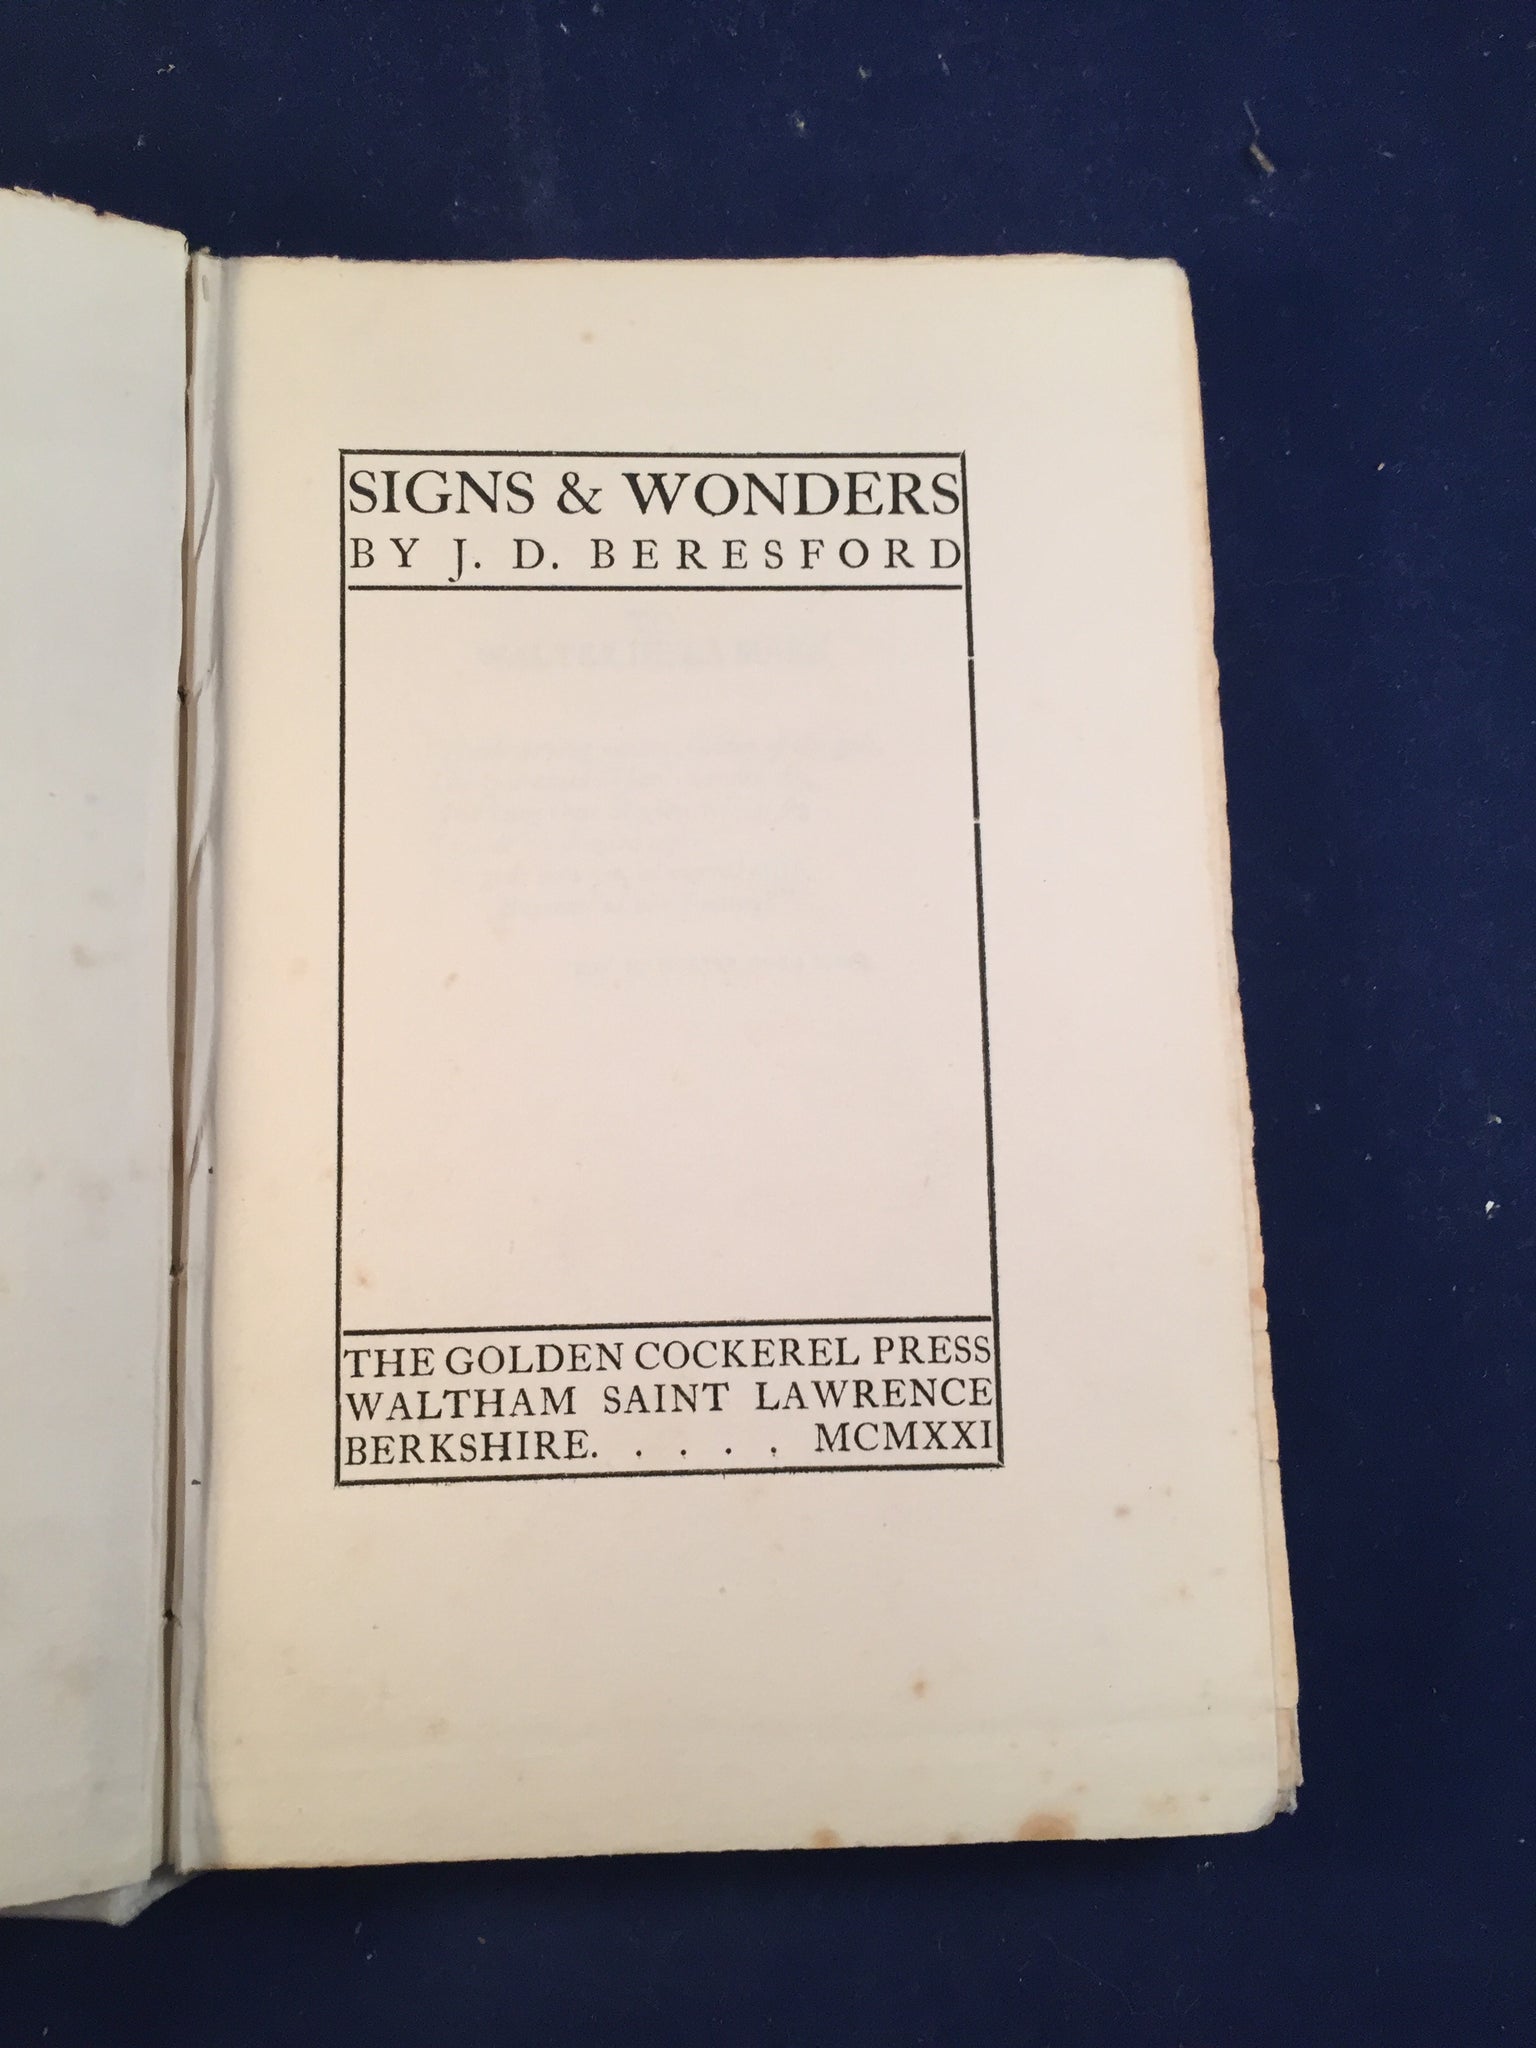 SIGNS & WONDERS
BY J. D. BERESFORD
THE GOLDEN COCKEREL PRESS
WALTHAM SAINT LAWRENCE
BERKSHIRE. . . . . MCMXXI